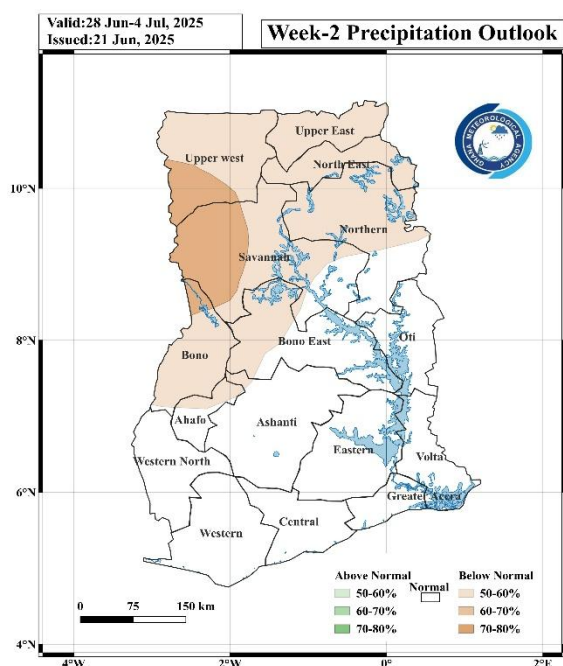 Valid:28 Jun-4 Jul, 2025
Issued:21 Jun, 2025
Week-2 Precipitation Outlook
GHANA METEOROLOGICAL AGENCY
Upper East
Upper west
North East
10°N
Northern
Savannah
8°N
Bono East
Oti
Bono
Ahafo
Ashanti
Western North
Eastern
Volta
6°N
Greater Accra
Central
Western
Above Normal
Normal
Below Normal
50-60%
50-60%
60-70%
60-70%
70-80%
70-80%
0 75 150 km
4°N
4°W 2°W 0° 2°E